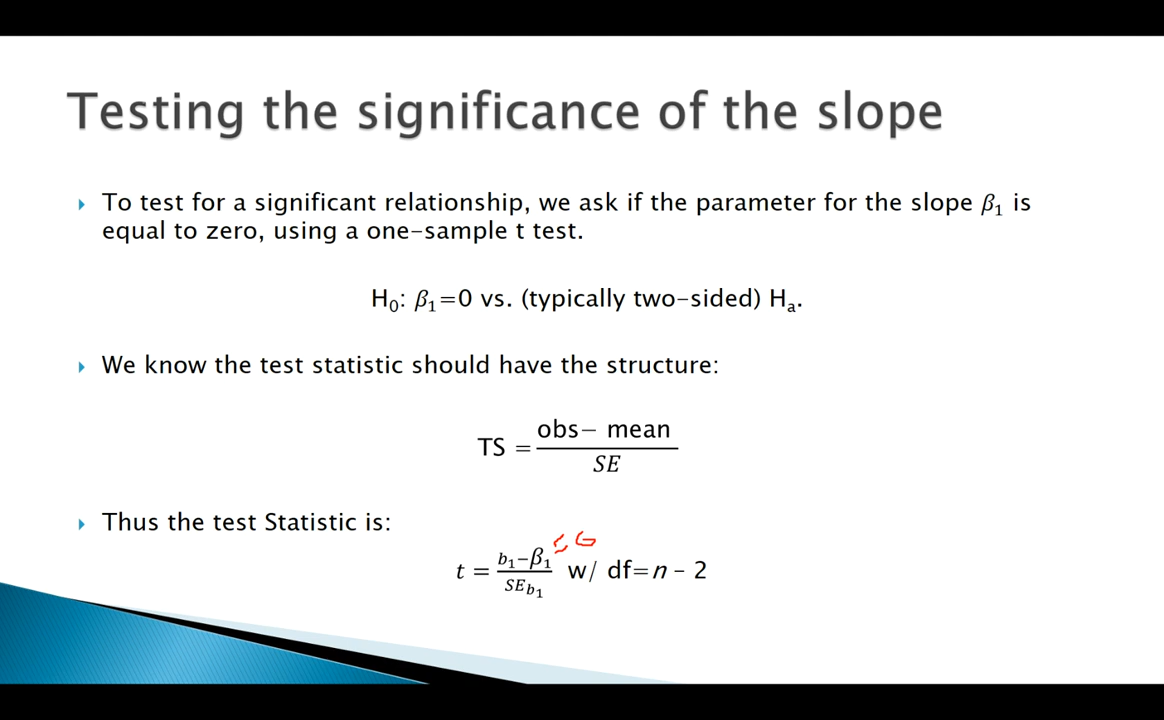 Testing the significance of the slope
To test for a significant relationship, we ask if the parameter for the slope β₁ is
equal to zero, using a one-sample t test.
H₀: β₁=0 vs. (typically two-sided) Hₐ.
We know the test statistic should have the structure:
TS = obs− mean / SE
Thus the test Statistic is:
t = b₁−β₁ / SE_b₁ w/ df=n − 2